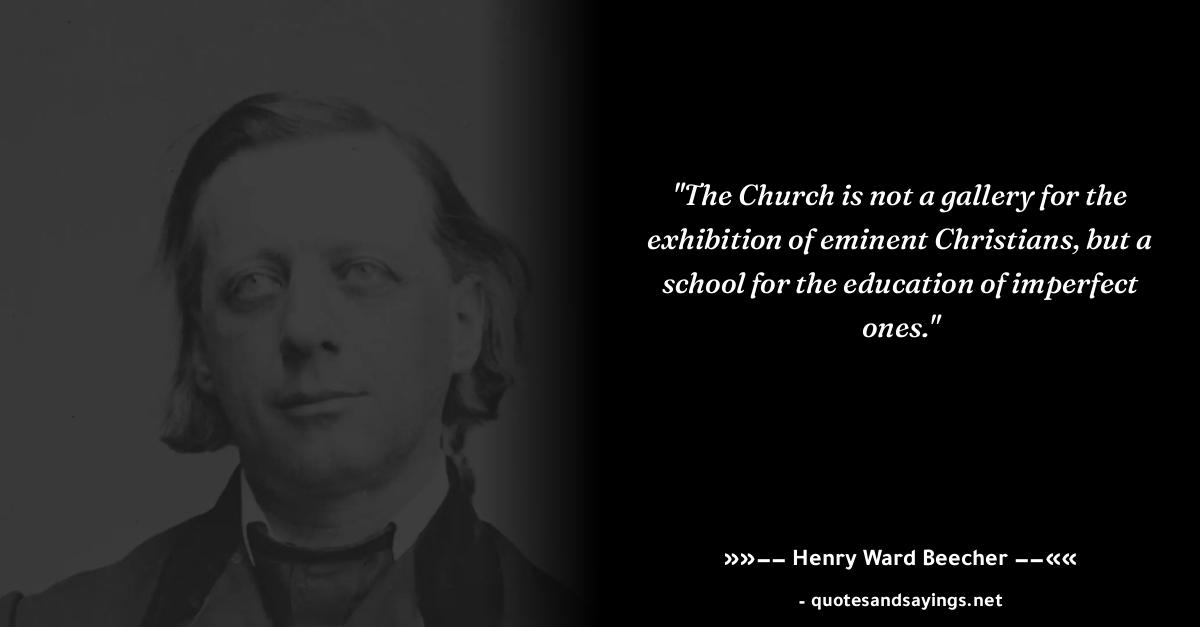 "The Church is not a gallery for the
exhibition of eminent Christians, but a
school for the education of imperfect
ones."
»»−− Henry Ward Beecher −−««
- quotesandsayings.net